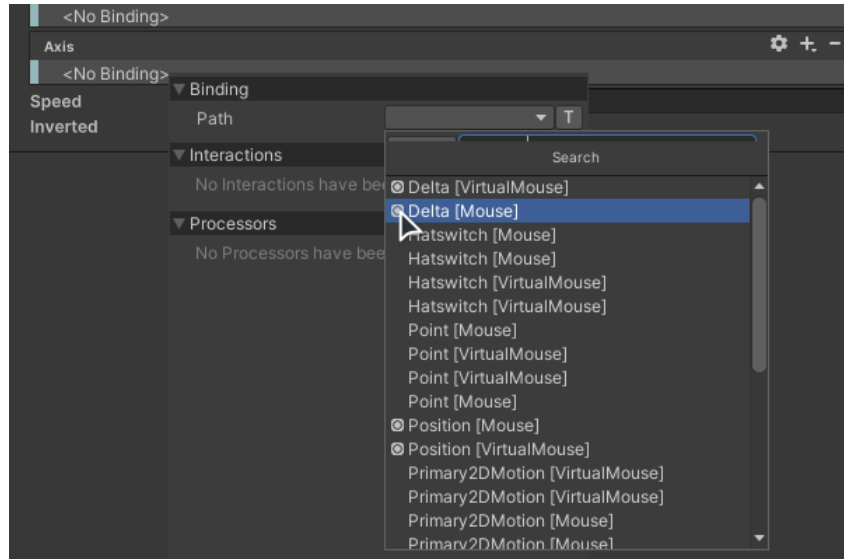 <No Binding>
Axis
<No Binding>
Binding
Speed
Path
T
Inverted
Interactions
Search
No Interactions have bee
Delta [VirtualMouse]
Delta [Mouse]
Processors
Hatswitch [Mouse]
No Processors have bee
Hatswitch [Mouse]
Hatswitch [VirtualMouse]
Hatswitch [VirtualMouse]
Point [Mouse]
Point [VirtualMouse]
Point [VirtualMouse]
Point [Mouse]
Position [Mouse]
Position [VirtualMouse]
Primary2DMotion [VirtualMouse]
Primary2DMotion [VirtualMouse]
Primary2DMotion [Mouse]
Primary2DMotion [Mouse]